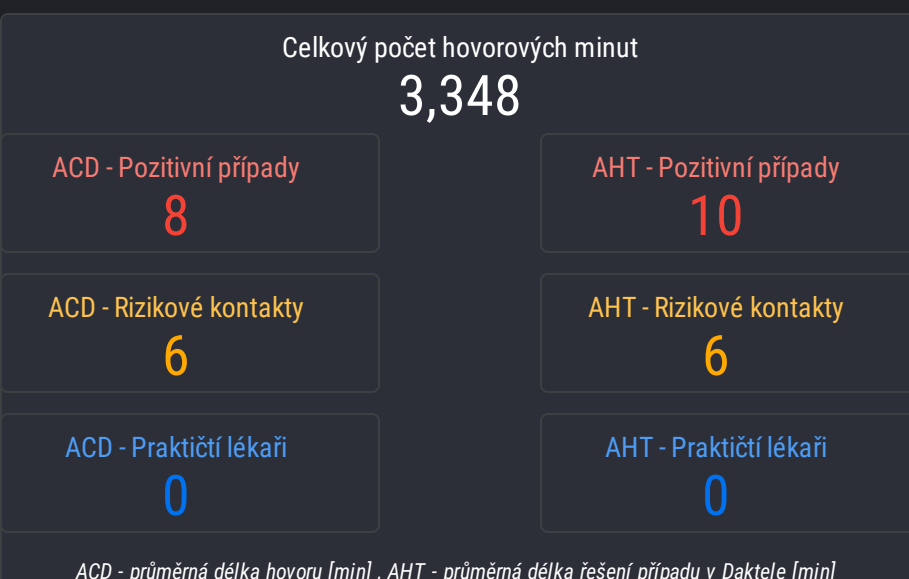 Celkový počet hovorových minut
3,348
ACD - Pozitivní případy
8
AHT - Pozitivní případy
10
ACD - Rizikové kontakty
6
AHT - Rizikové kontakty
6
ACD - Praktičtí lékaři
0
AHT - Praktičtí lékaři
0
ACD - průměrná délka hovoru [min] , AHT - průměrná délka řešení případu v Daktele [min]